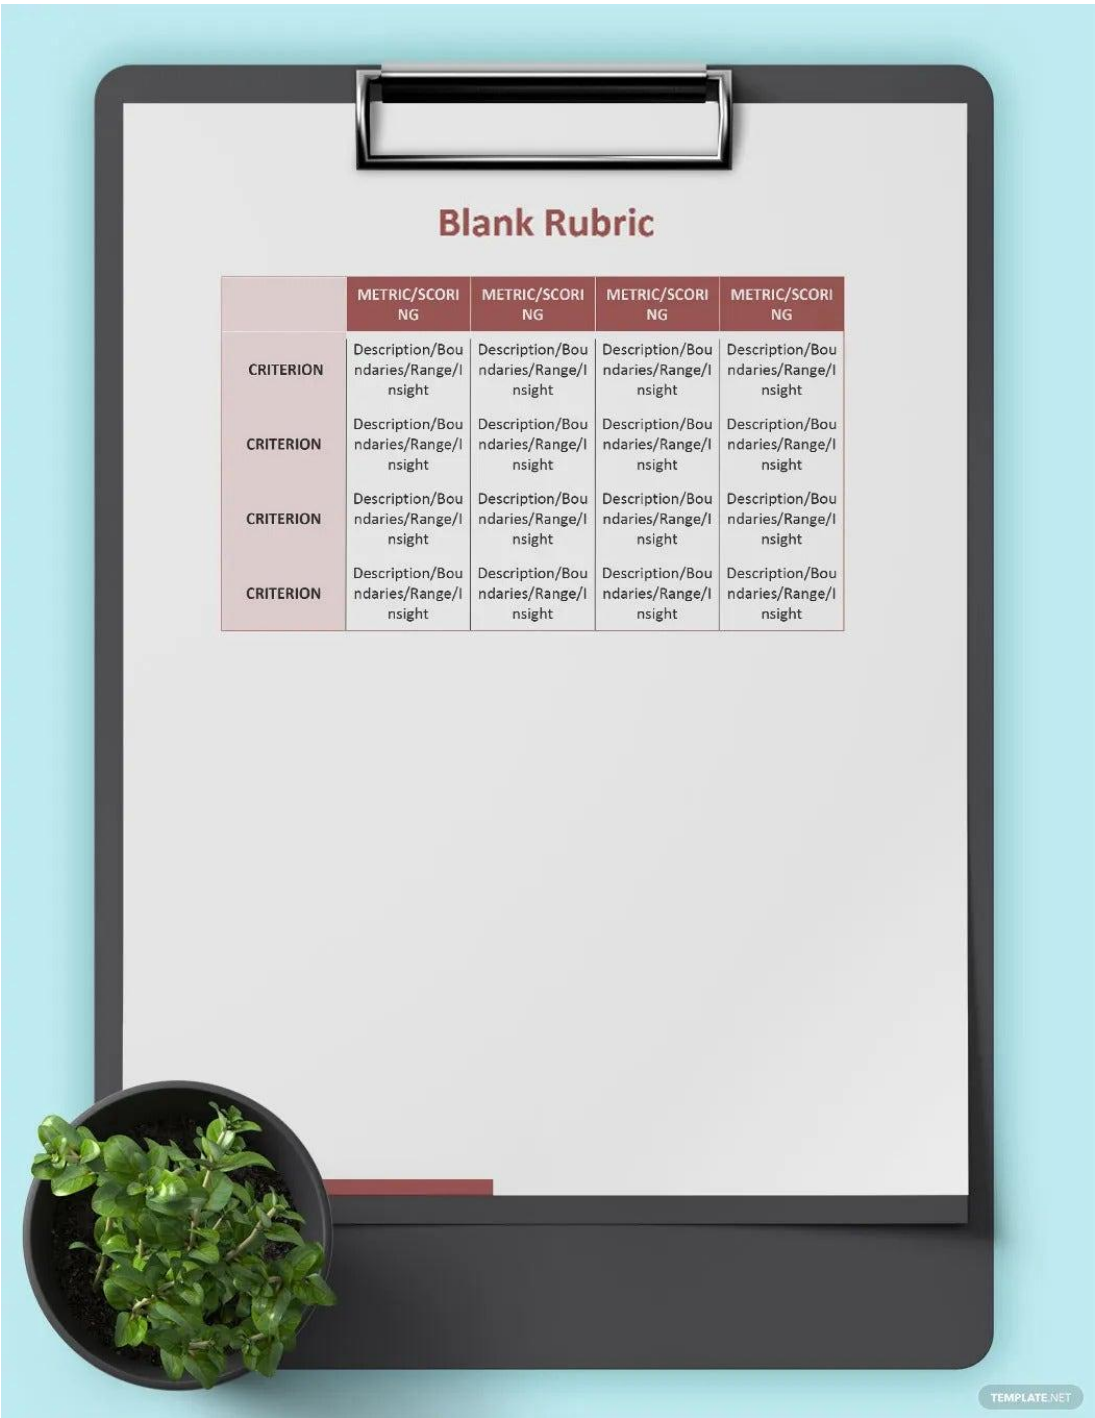 Blank Rubric
METRIC/SCORI METRIC/SCORI METRIC/SCORI METRIC/SCORI
NG NG NG NG
Description/Bou Description/Bou Description/Bou Description/Bou
CRITERION ndaries/Range/I ndaries/Range/I ndaries/Range/I ndaries/Range/I
nsight nsight nsight nsight
Description/Bou Description/Bou Description/Bou Description/Bou
CRITERION ndaries/Range/I ndaries/Range/I ndaries/Range/I ndaries/Range/I
nsight nsight nsight nsight
Description/Bou Description/Bou Description/Bou Description/Bou
CRITERION ndaries/Range/I ndaries/Range/I ndaries/Range/I ndaries/Range/I
nsight nsight nsight nsight
Description/Bou Description/Bou Description/Bou Description/Bou
CRITERION ndaries/Range/I ndaries/Range/I ndaries/Range/I ndaries/Range/I
nsight nsight nsight nsight
TEMPLATE.NET